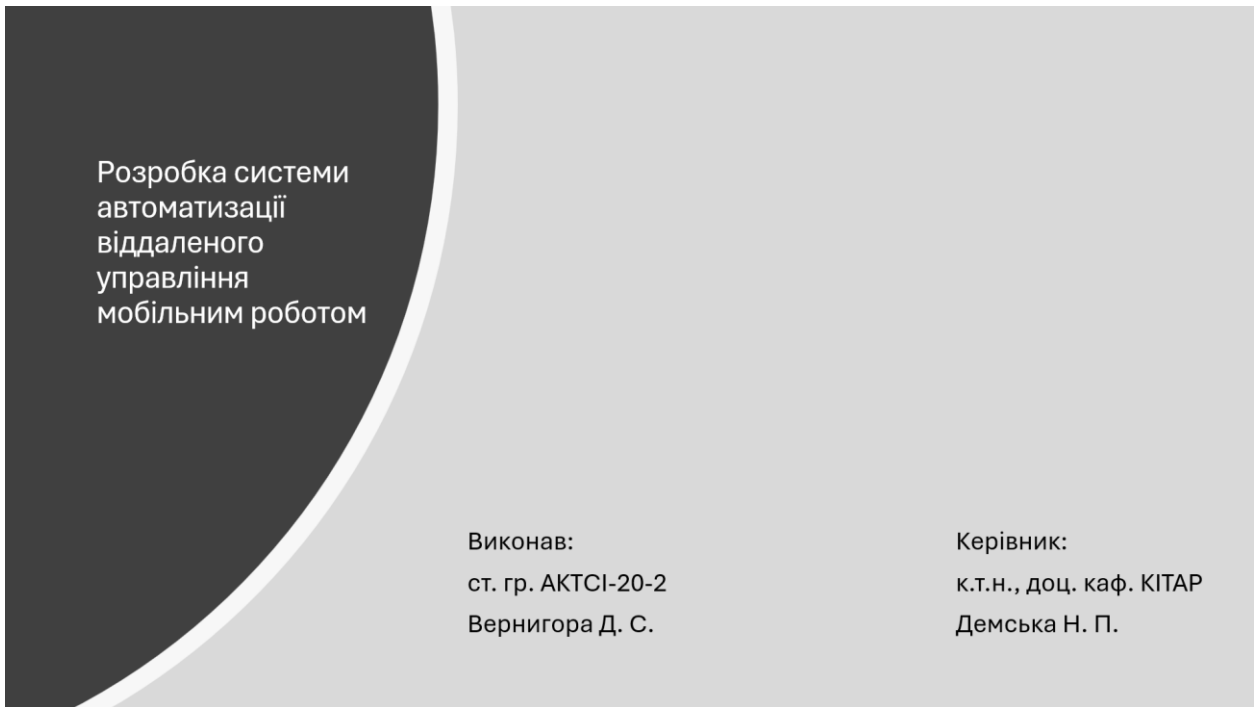 Розробка системи
автоматизації
віддаленого
управління
мобільним роботом
Виконав:
ст. гр. АКТСІ-20-2
Вернигора Д. С.
Керівник:
к.т.н., доц. каф. КІТАР
Демська Н. П.